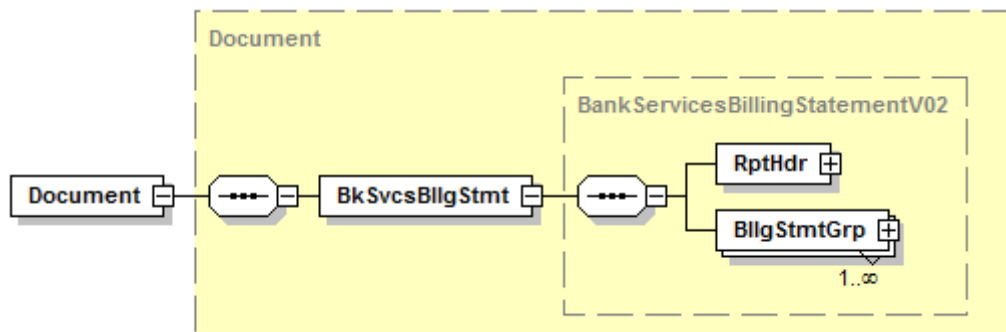 Document
BankServicesBillingStatementV02
RptHdr
Document
BkSvcsBllgStmt
BllgStmtGrp
1..∞